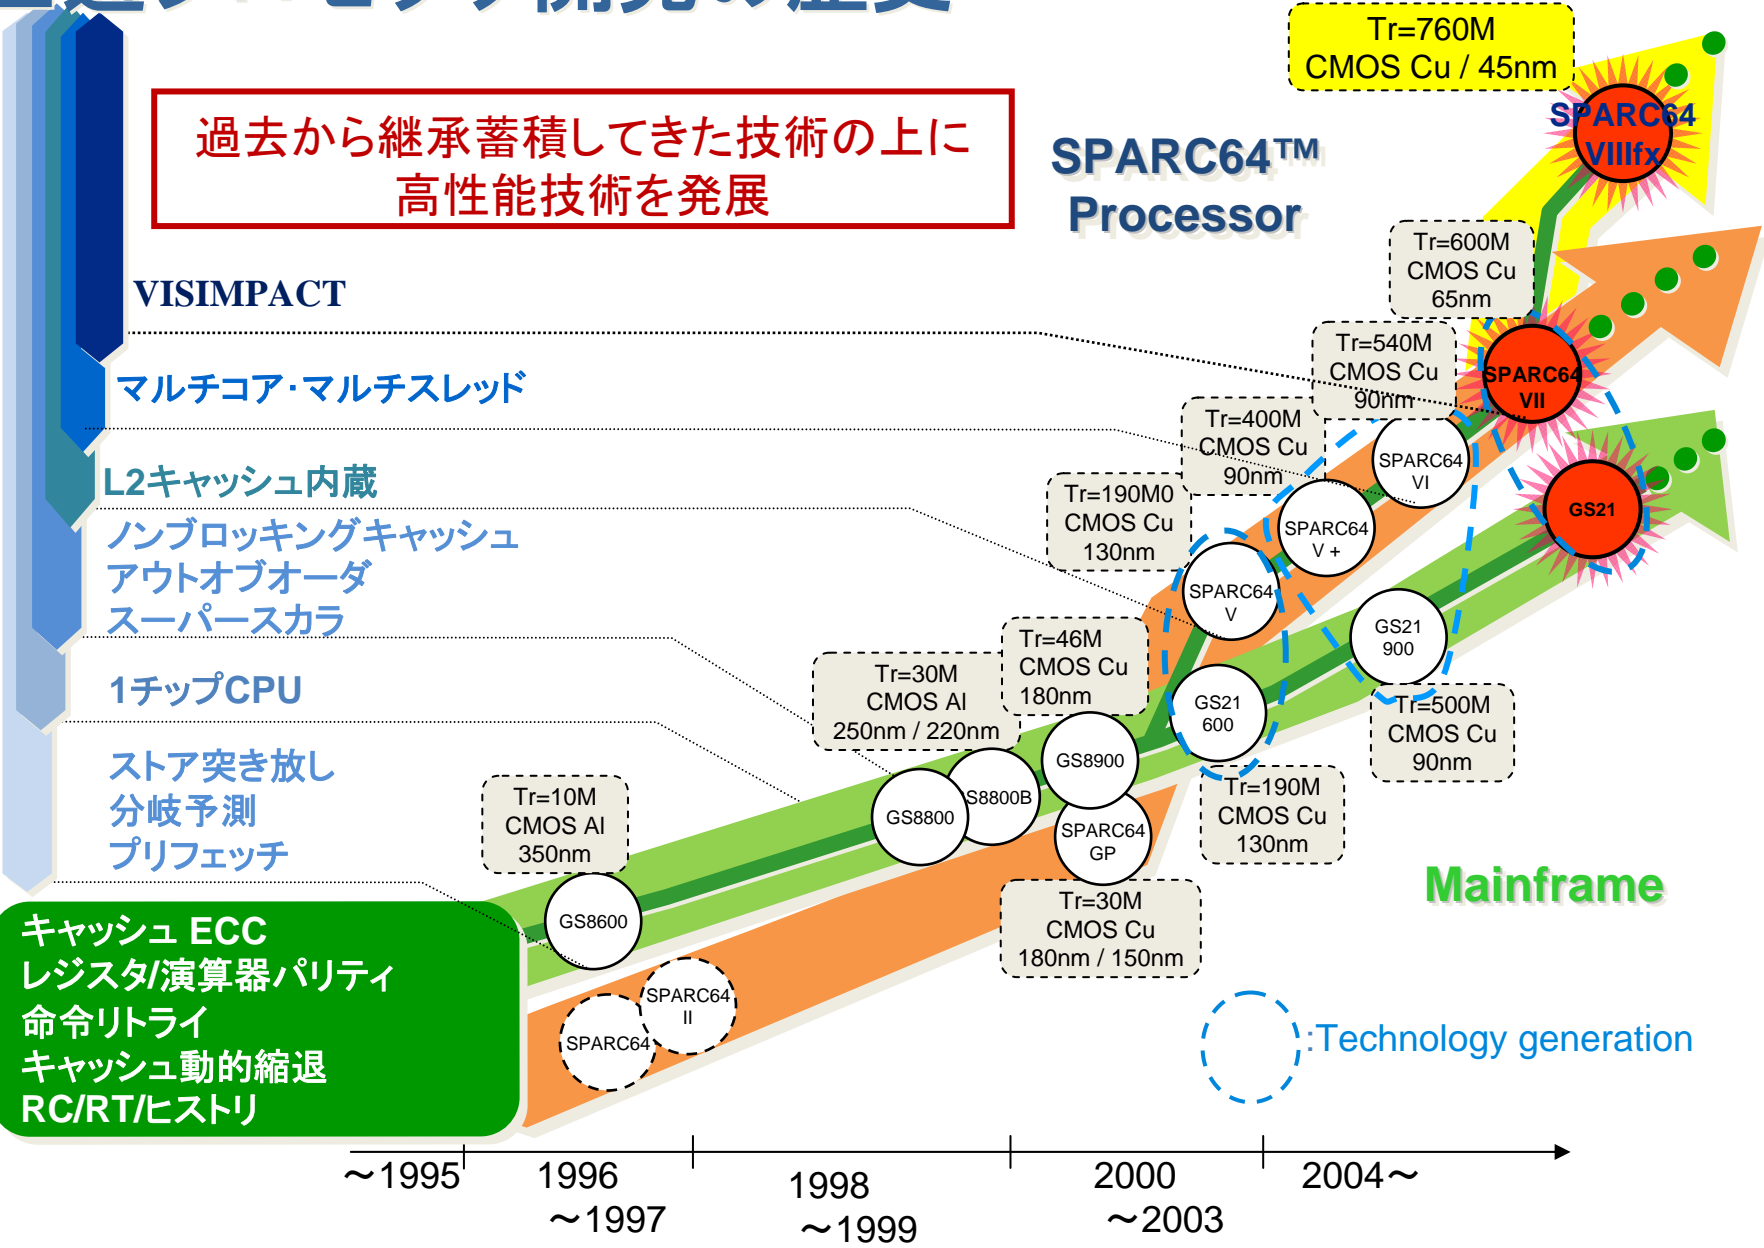 過去から継承蓄積してきた技術の上に
高性能技術を発展
SPARC64™
Processor
Tr=760M
CMOS Cu / 45nm
SPARC64
VIIIfx
VISIMPACT
マルチコア・マルチスレッド
L2キャッシュ内蔵
ノンブロッキングキャッシュ
アウトオブオーダ
スーパースカラ
1チップCPU
ストア突き放し
分岐予測
プリフェッチ
キャッシュ ECC
レジスタ/演算器パリティ
命令リトライ
キャッシュ動的縮退
RC/RT/ヒストリ
Tr=600M
CMOS Cu
65nm
SPARC64
VII
Tr=540M
CMOS Cu
90nm
SPARC64
VI
Tr=400M
CMOS Cu
90nm
SPARC64
V +
Tr=190M0
CMOS Cu
130nm
SPARC64
V
GS21
GS21
900
Tr=500M
CMOS Cu
90nm
GS21
600
Tr=190M
CMOS Cu
130nm
Tr=46M
CMOS Cu
180nm
GS8900
SPARC64
GP
Tr=30M
CMOS Cu
180nm / 150nm
Tr=30M
CMOS Al
250nm / 220nm
GS8800
S8800B
Tr=10M
CMOS Al
350nm
GS8600
SPARC64
II
SPARC64
Mainframe
:Technology generation
～1995
1996
～1997
1998
～1999
2000
～2003
2004～